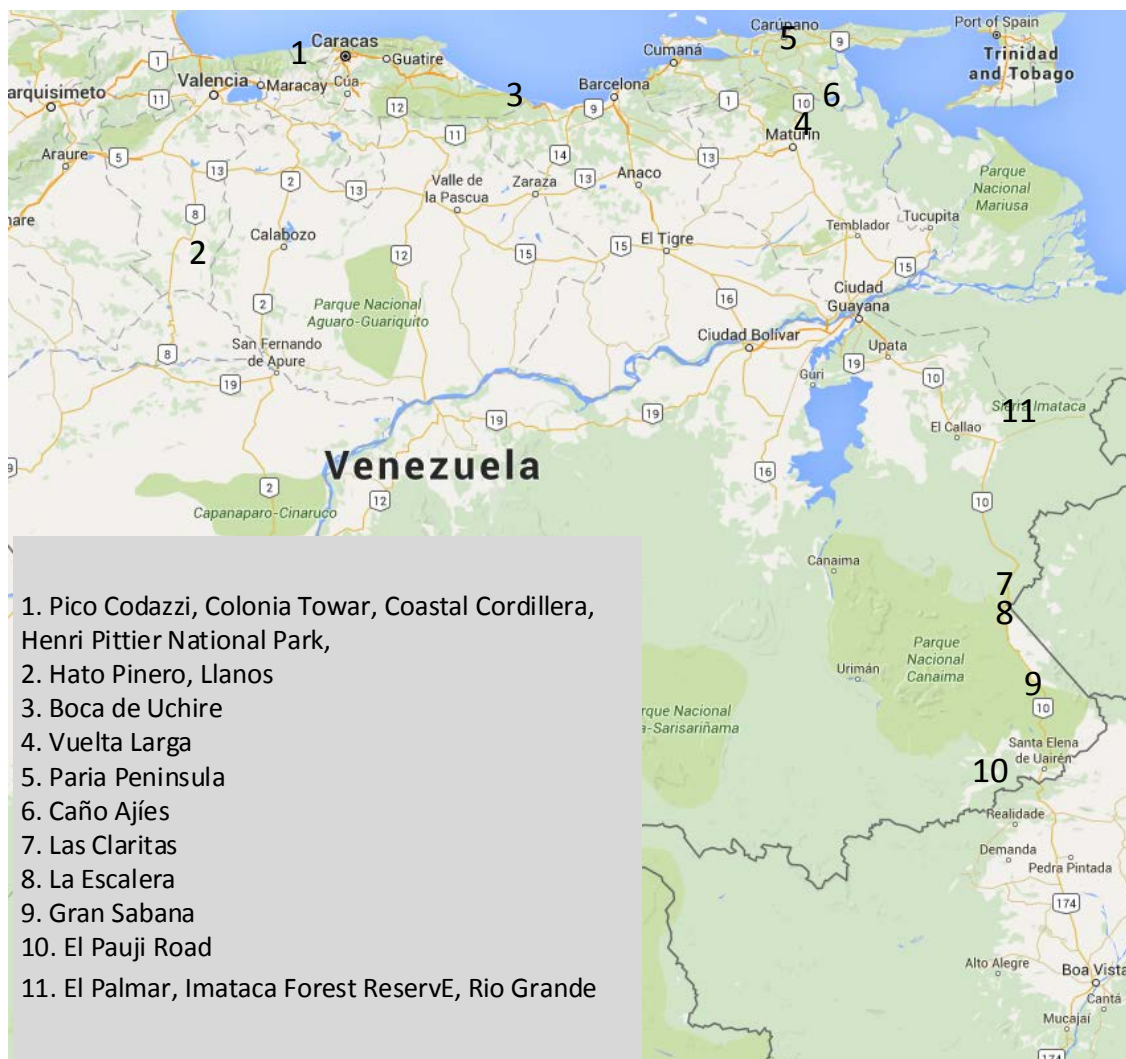 Carúpano
Port of Spain
1
Caracas
5
9
Cumaná
Trinidad
and Tobago
1
Guatire
Valencia
Maracay
Cúa
3
Barcelona
6
arquisimeto
11
12
9
1
10
4
Maturín
11
Araure
5
14
13
13
2
13
Valle de
la Pascua
Zaraza
13
Anaco
Parque
Nacional
Mariusa
nare
8
Calabozo
2
12
15
15
El Tigre
Temblador
Tucupita
15
Parque Nacional
Aguaro-Guariquito
2
16
Ciudad
Guayana
San Fernando
de Apure
8
19
Ciudad Bolívar
Upata
19
Guri
10
19
19
Sierra Imataca
11
El Callao
9
Venezuela
16
2
12
10
Capanaparo-Cinaruco
Canaima
7
8
Parque
Nacional
Canaima
Urimán
9
10
rque Nacional
a-Sarisariñama
Santa Elena
de Uairén
10
Realidade
Demanda
Pedra Pintada
174
Alto Alegre
Boa Vista
Cantá
Mucajaí
174
1. Pico Codazzi, Colonia Towar, Coastal Cordillera,
Henri Pittier National Park,
2. Hato Pinero, Llanos
3. Boca de Uchire
4. Vuelta Larga
5. Paria Peninsula
6. Caño Ajíes
7. Las Claritas
8. La Escalera
9. Gran Sabana
10. El Pauji Road
11. El Palmar, Imataca Forest ReservE, Rio Grande